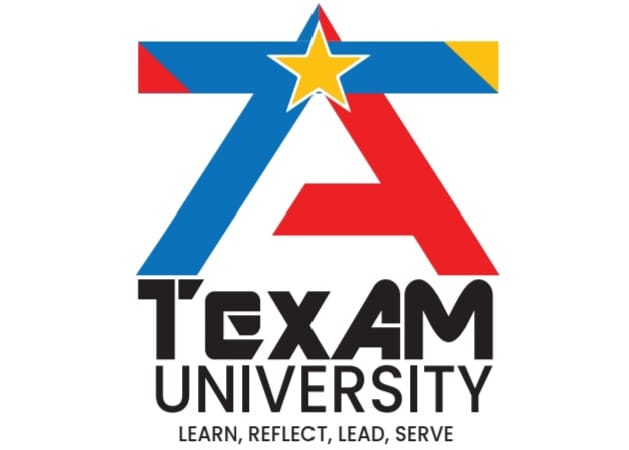 TEXAM
UNIVERSITY
LEARN, REFLECT, LEAD, SERVE